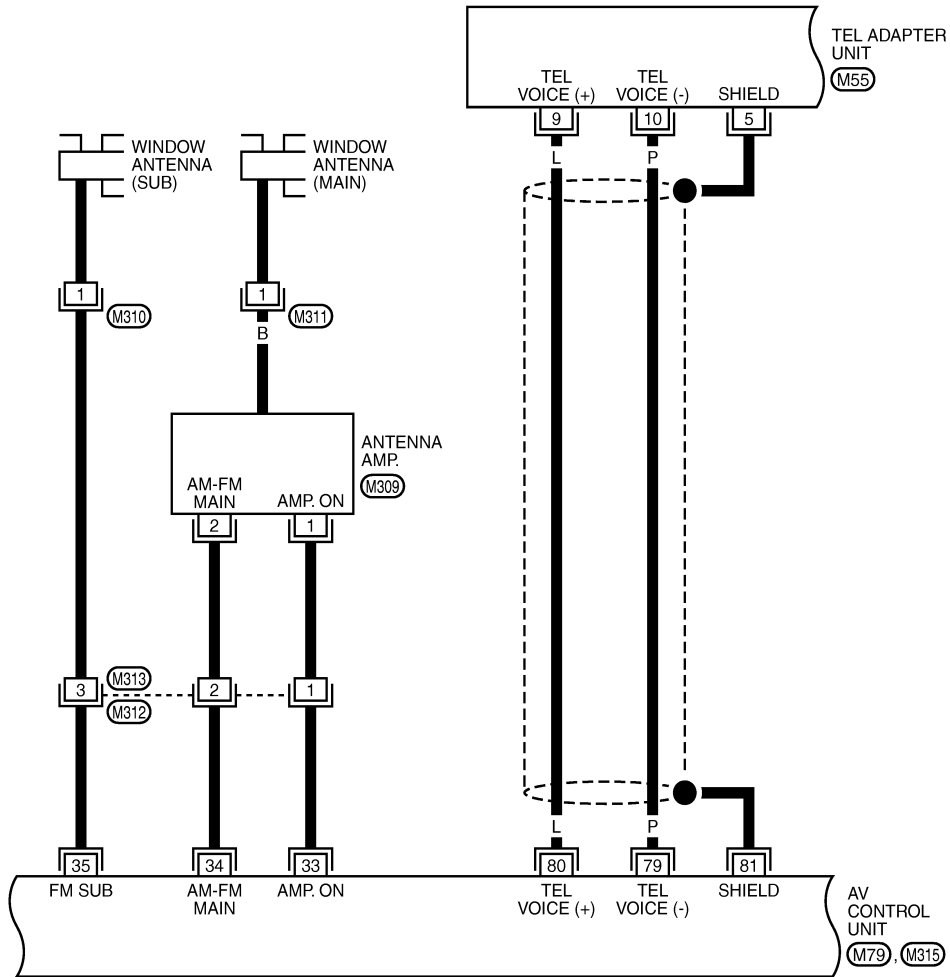 TEL ADAPTER
UNIT
M55
TEL
VOICE (+)
TEL
VOICE (-)
SHIELD
9
10
5
L
P
WINDOW
ANTENNA
(SUB)
WINDOW
ANTENNA
(MAIN)
1
M310
1
M311
B
ANTENNA
AMP.
M309
AM-FM
MAIN
AMP. ON
2
1
3
M313
M312
2
1
L
P
35
34
33
80
79
81
FM SUB
AM-FM
MAIN
AMP. ON
TEL
VOICE (+)
TEL
VOICE (-)
SHIELD
AV
CONTROL
UNIT
M79 , M315